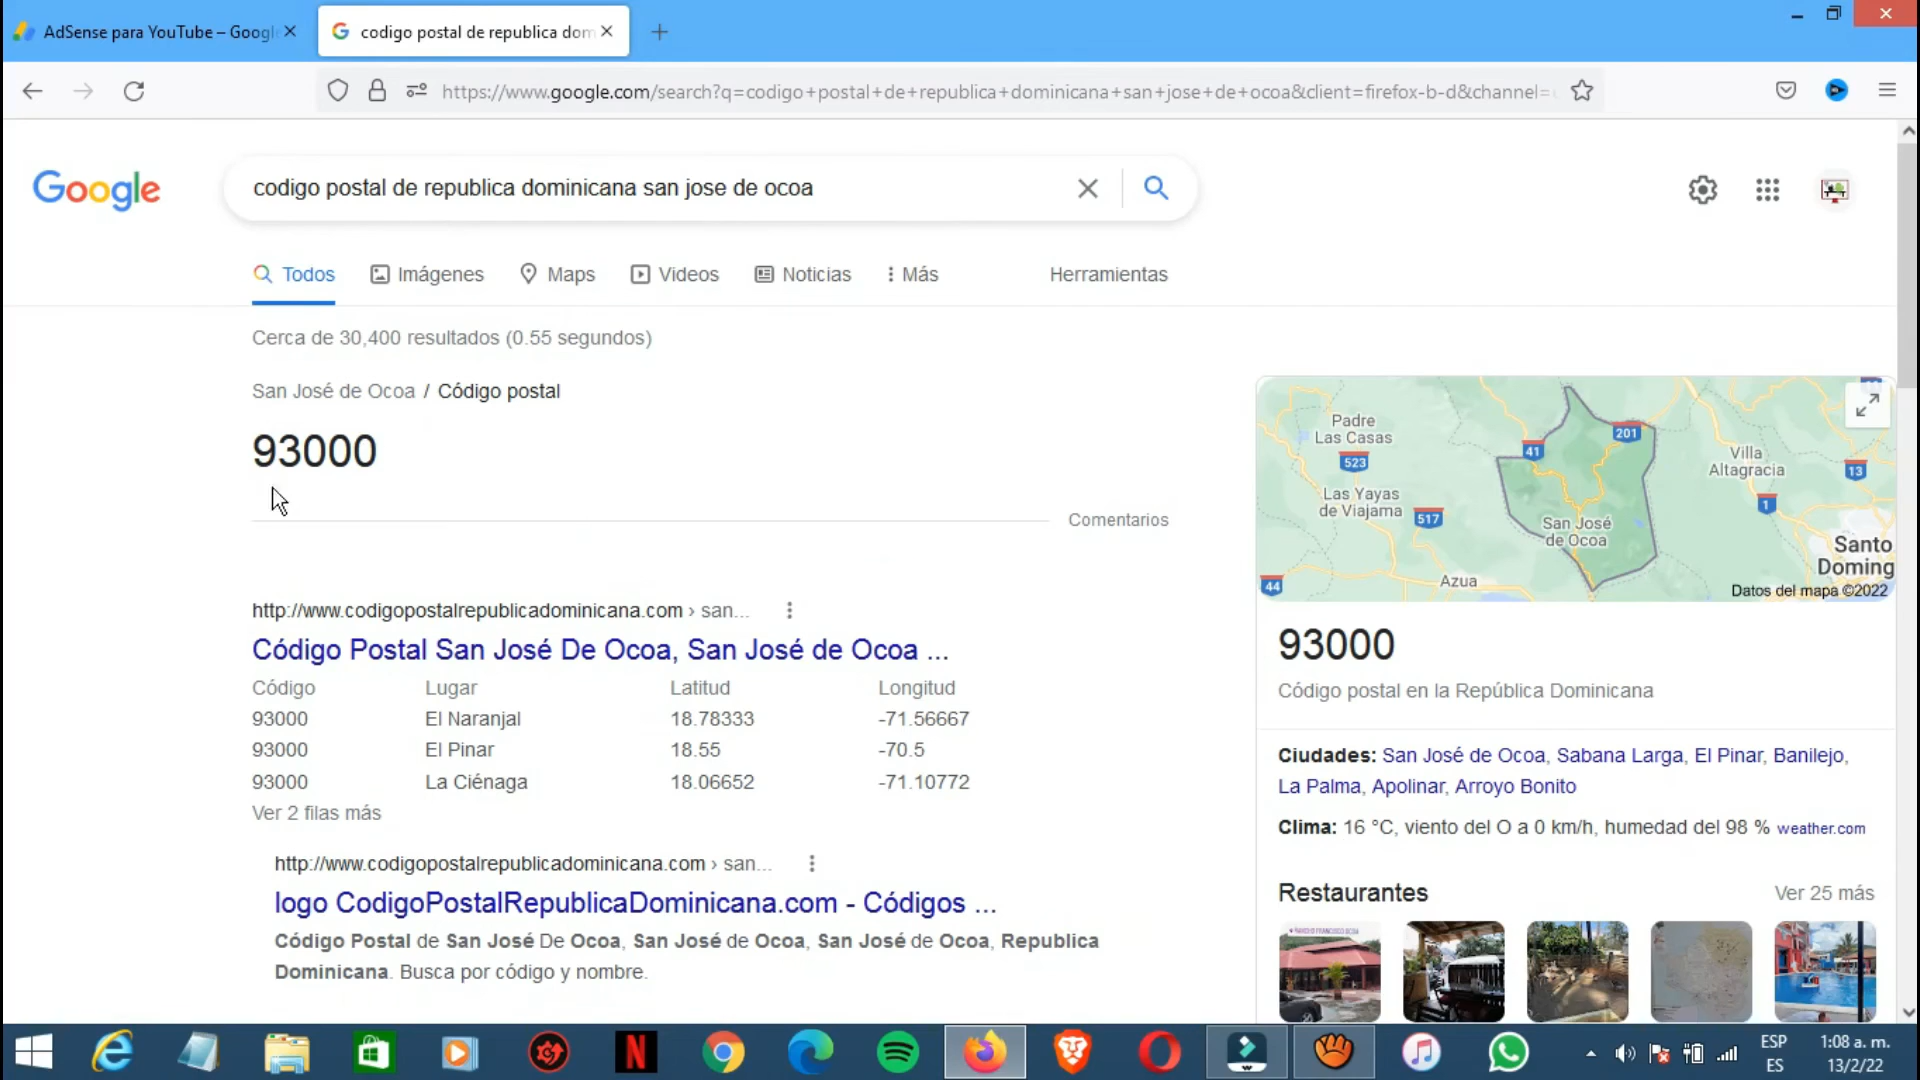 AdSense para YouTube – Googl
codigo postal de republica dom
https://www.google.com/search?q=codigo+postal+de+republica+dominicana+san+jose+de+ocoa&client=firefox-b-d&channel=
Google
codigo postal de republica dominicana san jose de ocoa
Todos
Imágenes
Maps
Videos
Noticias
Más
Herramientas
Cerca de 30,400 resultados (0.55 segundos)
San José de Ocoa / Código postal
93000
Comentarios
http://www.codigopostalrepublicadominicana.com › san...
Código Postal San José De Ocoa, San José de Ocoa ...
Código Lugar Latitud Longitud
93000 El Naranjal 18.78333 -71.56667
93000 El Pinar 18.55 -70.5
93000 La Ciénaga 18.06652 -71.10772
Ver 2 filas más
http://www.codigopostalrepublicadominicana.com › san...
logo CodigoPostalRepublicaDominicana.com - Códigos ...
Código Postal de San José De Ocoa, San José de Ocoa, San José de Ocoa, Republica
Dominicana. Busca por código y nombre.
Padre
Las Casas
523
41
201
Villa
Altagracia
13
Las Yayas
de Viajama
517
1
San José
de Ocoa
Santo
Doming
44
Azua
Datos del mapa ©2022
93000
Código postal en la República Dominicana
Ciudades: San José de Ocoa, Sabana Larga, El Pinar, Banilejo,
La Palma, Apolinar, Arroyo Bonito
Clima: 16 °C, viento del O a 0 km/h, humedad del 98 % weather.com
Restaurantes
Ver 25 más
ESP
ES
1:08 a. m.
13/2/22